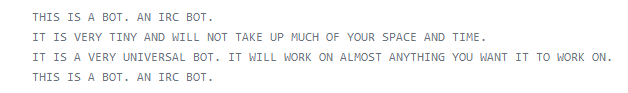 THIS IS A BOT. AN IRC BOT.
IT IS VERY TINY AND WILL NOT TAKE UP MUCH OF YOUR SPACE AND TIME.
IT IS A VERY UNIVERSAL BOT. IT WILL WORK ON ALMOST ANYTHING YOU WANT IT TO WORK ON.
THIS IS A BOT. AN IRC BOT.